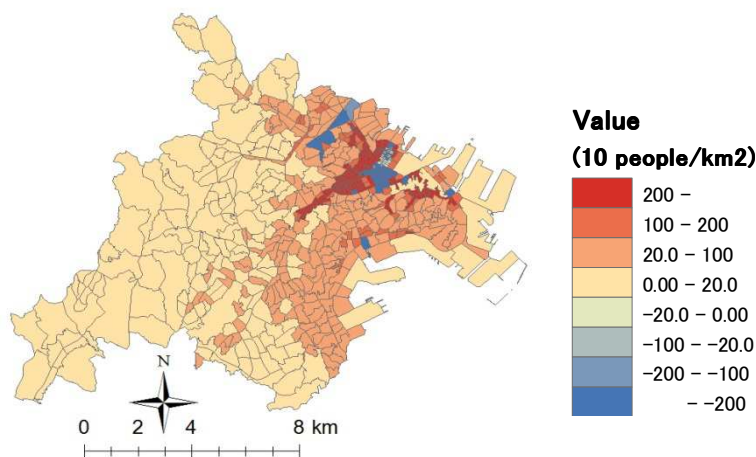 Value
(10 people/km2)
200 –
100 – 200
20.0 – 100
0.00 – 20.0
–20.0 – 0.00
–100 – –20.0
–200 – –100
– –200
N
0 2 4 8 km